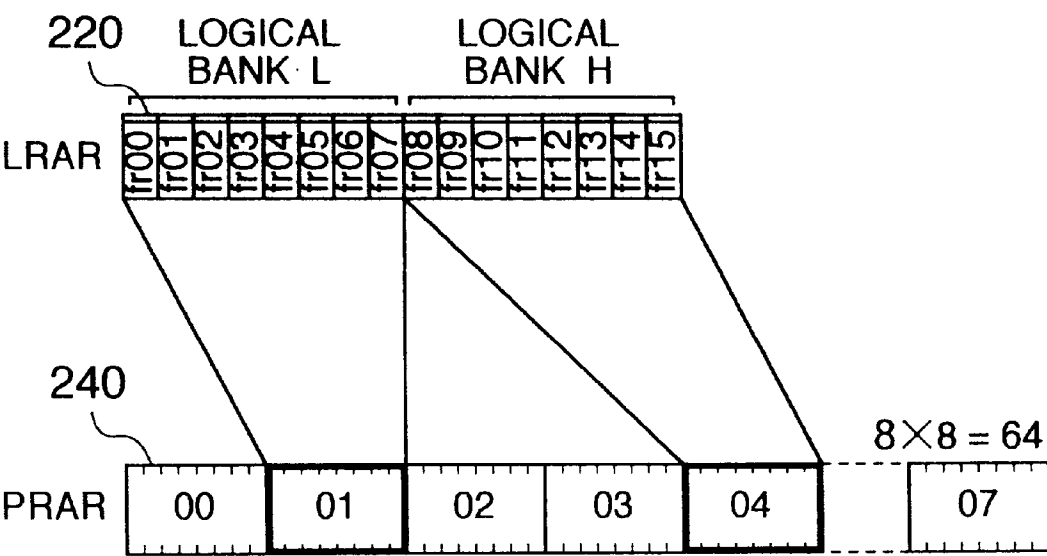 220 LOGICAL LOGICAL
BANK L BANK H
LRAR fr00 fr01 fr02 fr03 fr04 fr05 fr06 fr07 fr08 fr09 fr10 fr11 fr12 fr13 fr14 fr15
240
8×8 = 64
PRAR 00 01 02 03 04 07